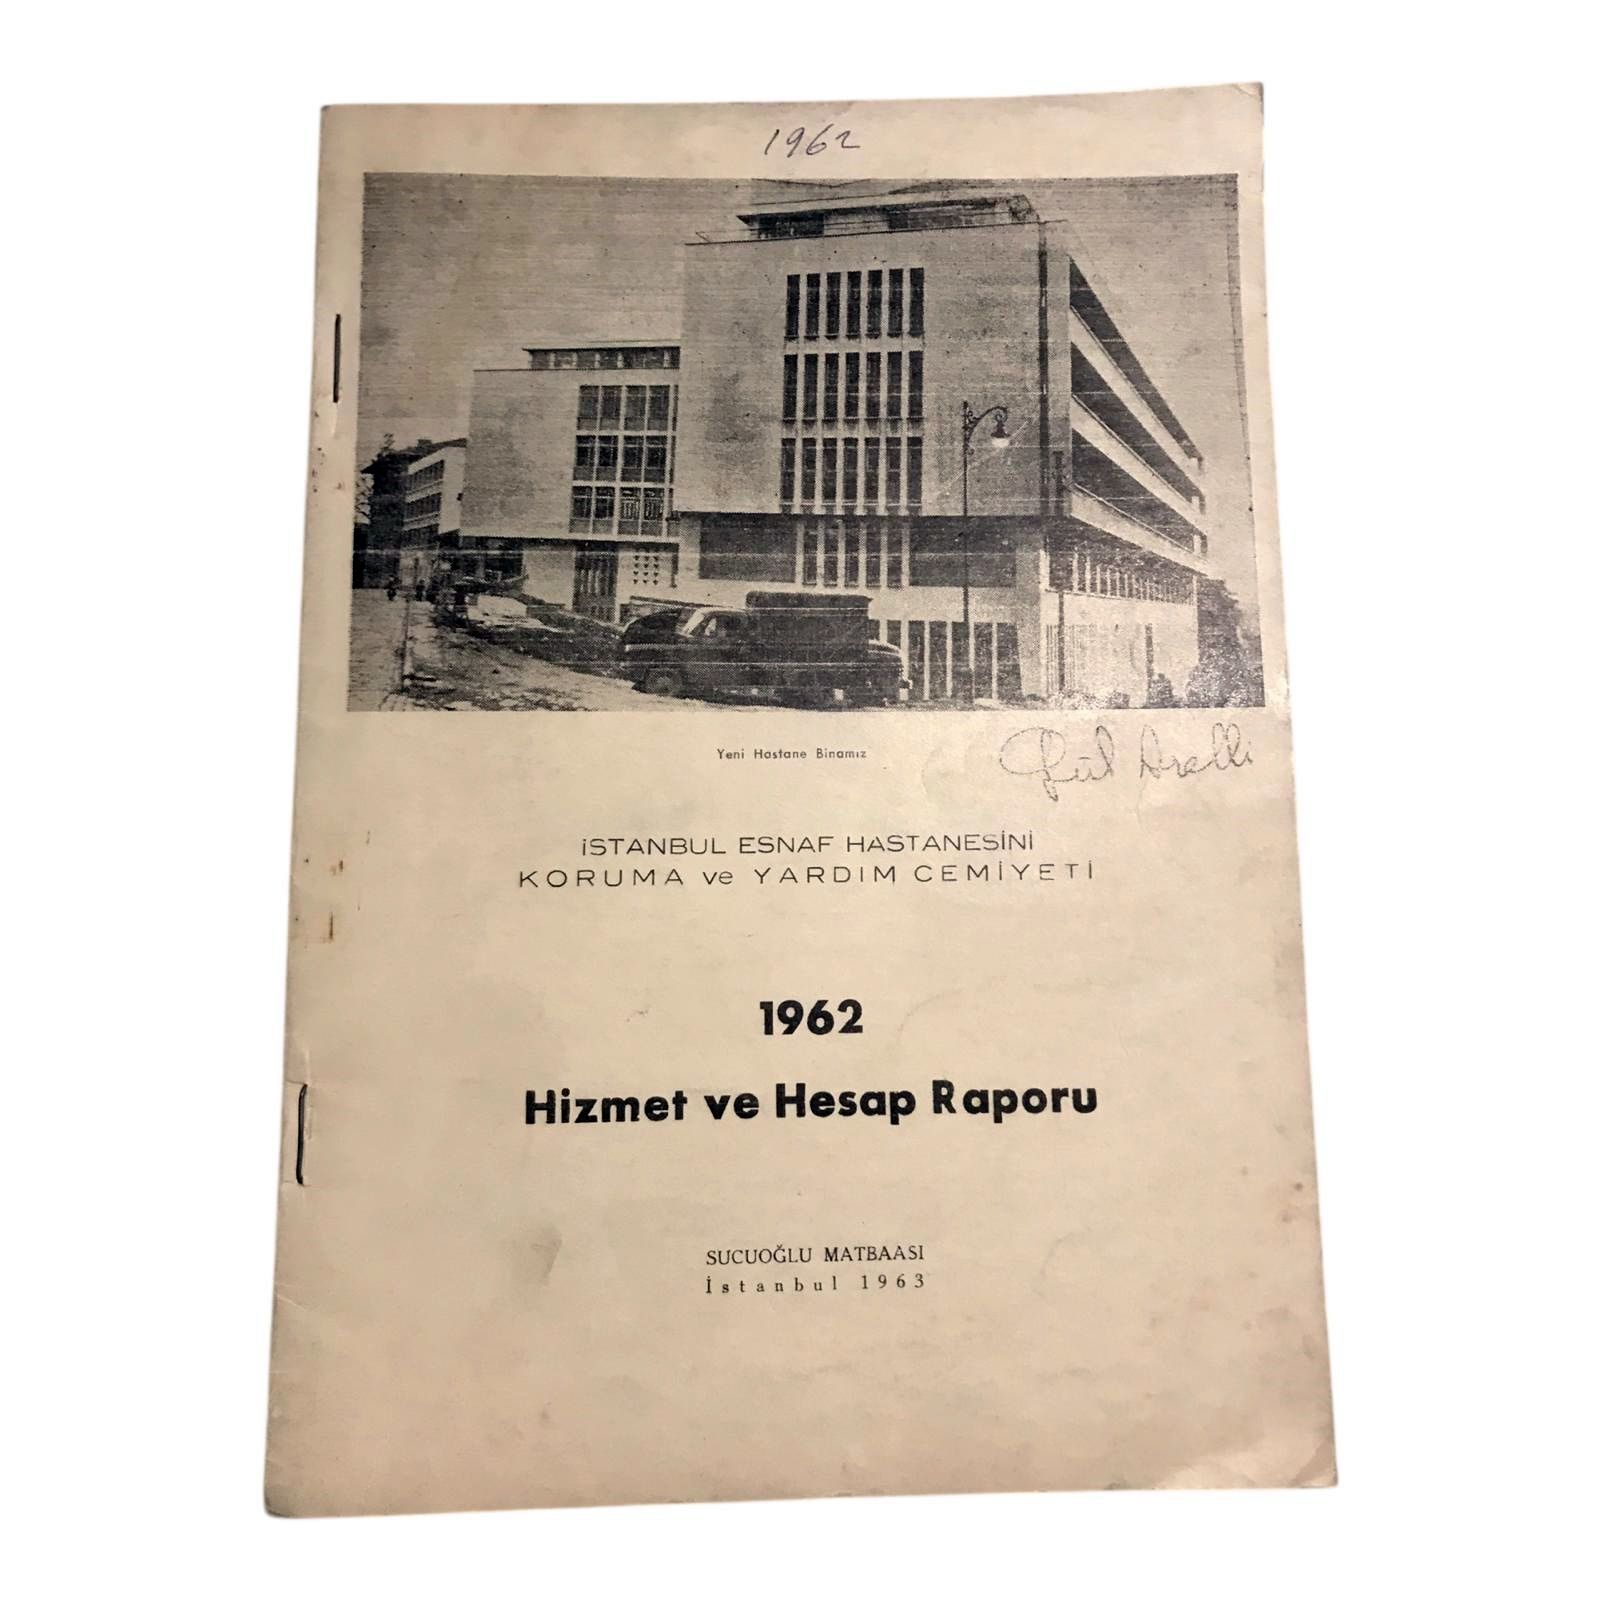 1962
Yeni Hastane Binamız
İSTANBUL ESNAF HASTANESİNİ
KORUMA ve YARDIM CEMİYETİ
1962
Hizmet ve Hesap Raporu
SUCUOĞLU MATBAASI
İstanbul 1963